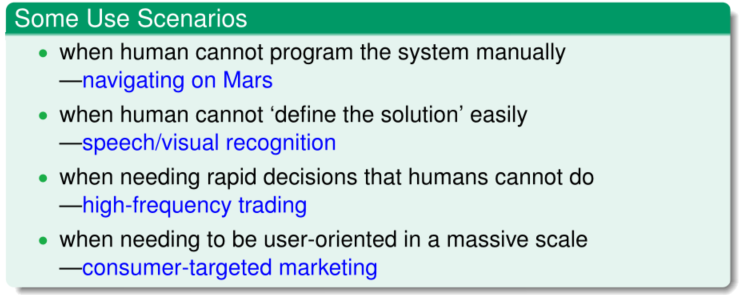 Some Use Scenarios
• when human cannot program the system manually
—navigating on Mars
• when human cannot ‘define the solution’ easily
—speech/visual recognition
• when needing rapid decisions that humans cannot do
—high-frequency trading
• when needing to be user-oriented in a massive scale
—consumer-targeted marketing